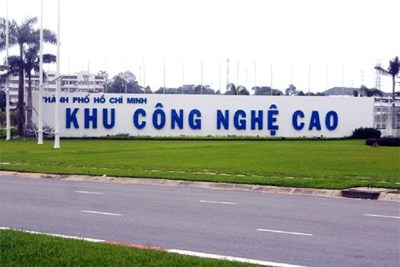 THÀNH PHỐ HỒ CHÍ MINH
KHU CÔNG NGHỆ CAO